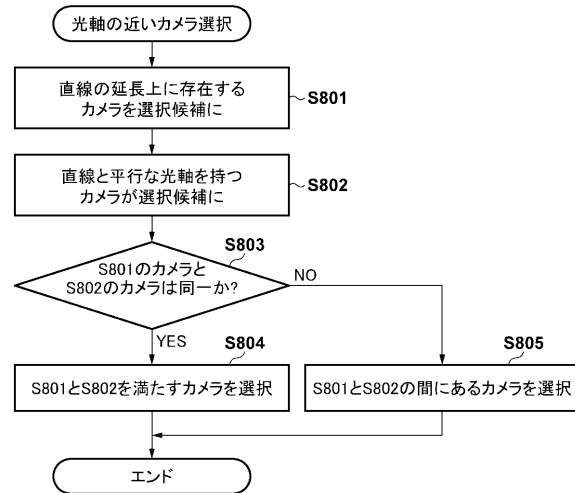 光軸の近いカメラ選択
直線の延長上に存在する
カメラを選択候補に
S801
直線と平行な光軸を持つ
カメラが選択候補に
S802
S803
S801のカメラと
S802のカメラは同一か?
NO
YES
S804
S801とS802を満たすカメラを選択
S805
S801とS802の間にあるカメラを選択
エンド